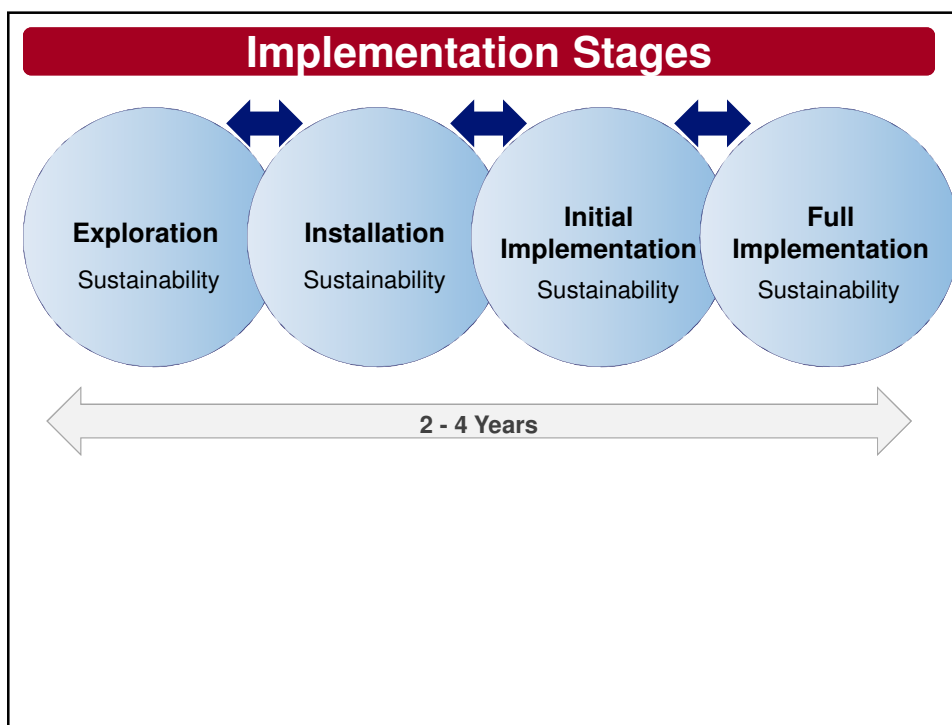 Implementation Stages
Exploration
Sustainability
Installation
Sustainability
Initial
Implementation
Sustainability
Full
Implementation
Sustainability
2 - 4 Years